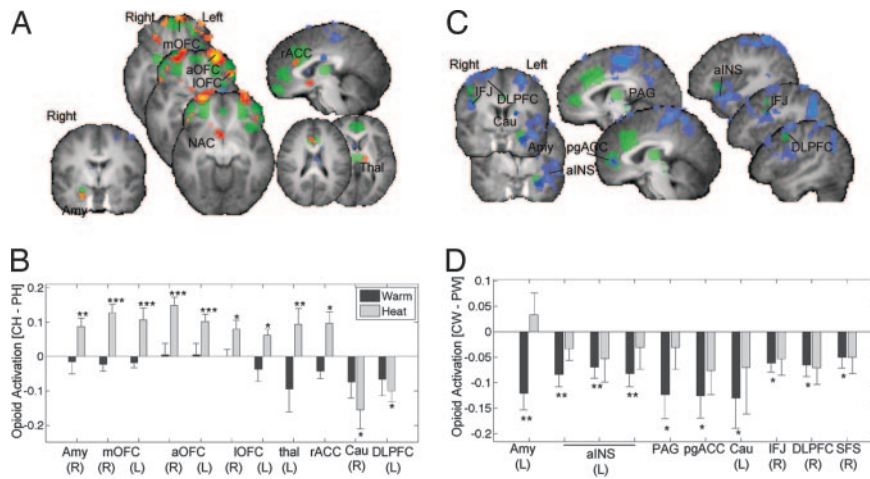 A
Right Left
mOFC
aOFC
lOFC
rACC
Right
NAC
Thal
Amy
C
Right Left
IFJ
DLPFC
Cau
PAG
Amy
pgACC
aINS
aINS
IFJ
DLPFC
B
Opioid Activation [CH – PH]
0.2
0.1
0
-0.1
-0.2
** *** *** *** *** * * ** * * *
Warm
Heat
Amy mOFC aOFC lOFC thal rACC Cau DLPFC
(R) (R) (L) (R) (L) (R) (L) (L) (R) (L)
D
Opioid Activation [CW – PW]
0.1
0.05
0
-0.05
-0.1
-0.15
-0.2
** ** ** ** * * * * * *
Amy aINS PAG pgACC Cau IFJ DLPFC SFS
(L) (L) (L) (R) (R) (R)